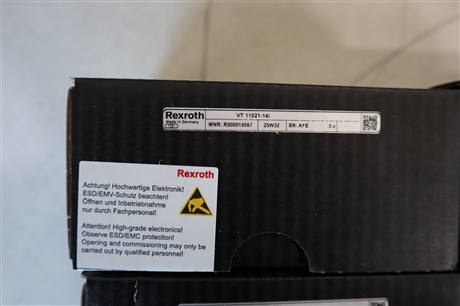 Rexroth
VT 11021-14/
Made in Germany
MNR: R900019567 25W32 SN: AFE
Rexroth
Achtung! Hochwertige Elektronik!
ESD/EMV-Schutz beachten!
Öffnen und Inbetriebnahme
nur durch Fachpersonal!
Attention! High-grade electronics!
Observe ESD/EMC protection!
Opening and commissioning may only be
carried out by qualified personnel!